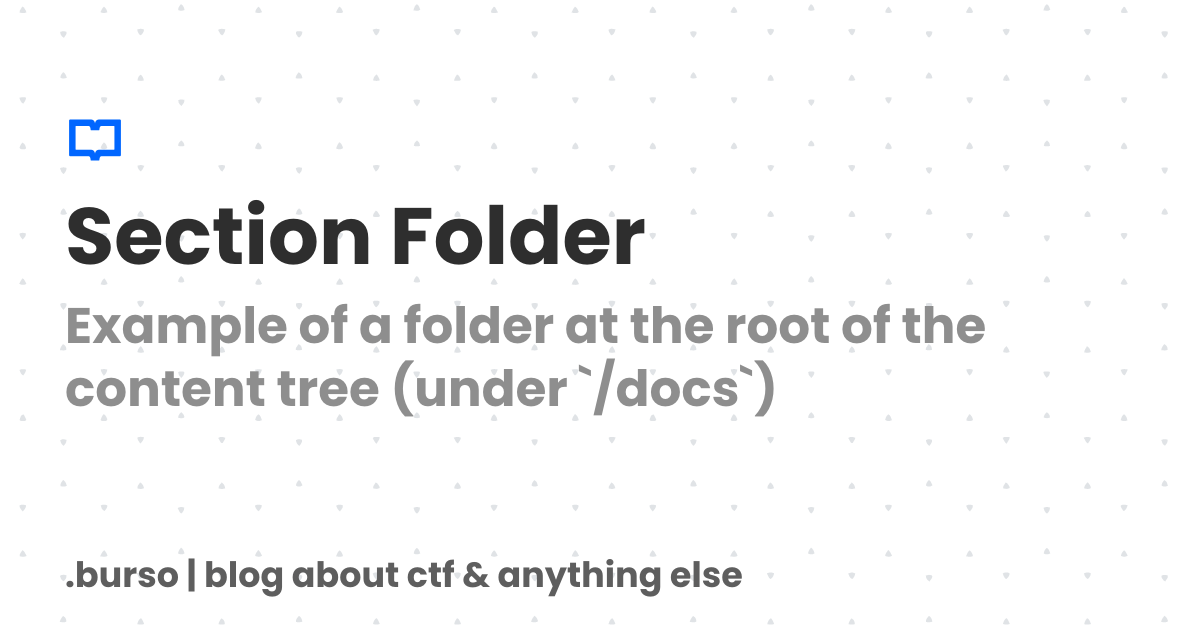 Section Folder
Example of a folder at the root of the
content tree (under `/docs`)
.burso | blog about ctf & anything else